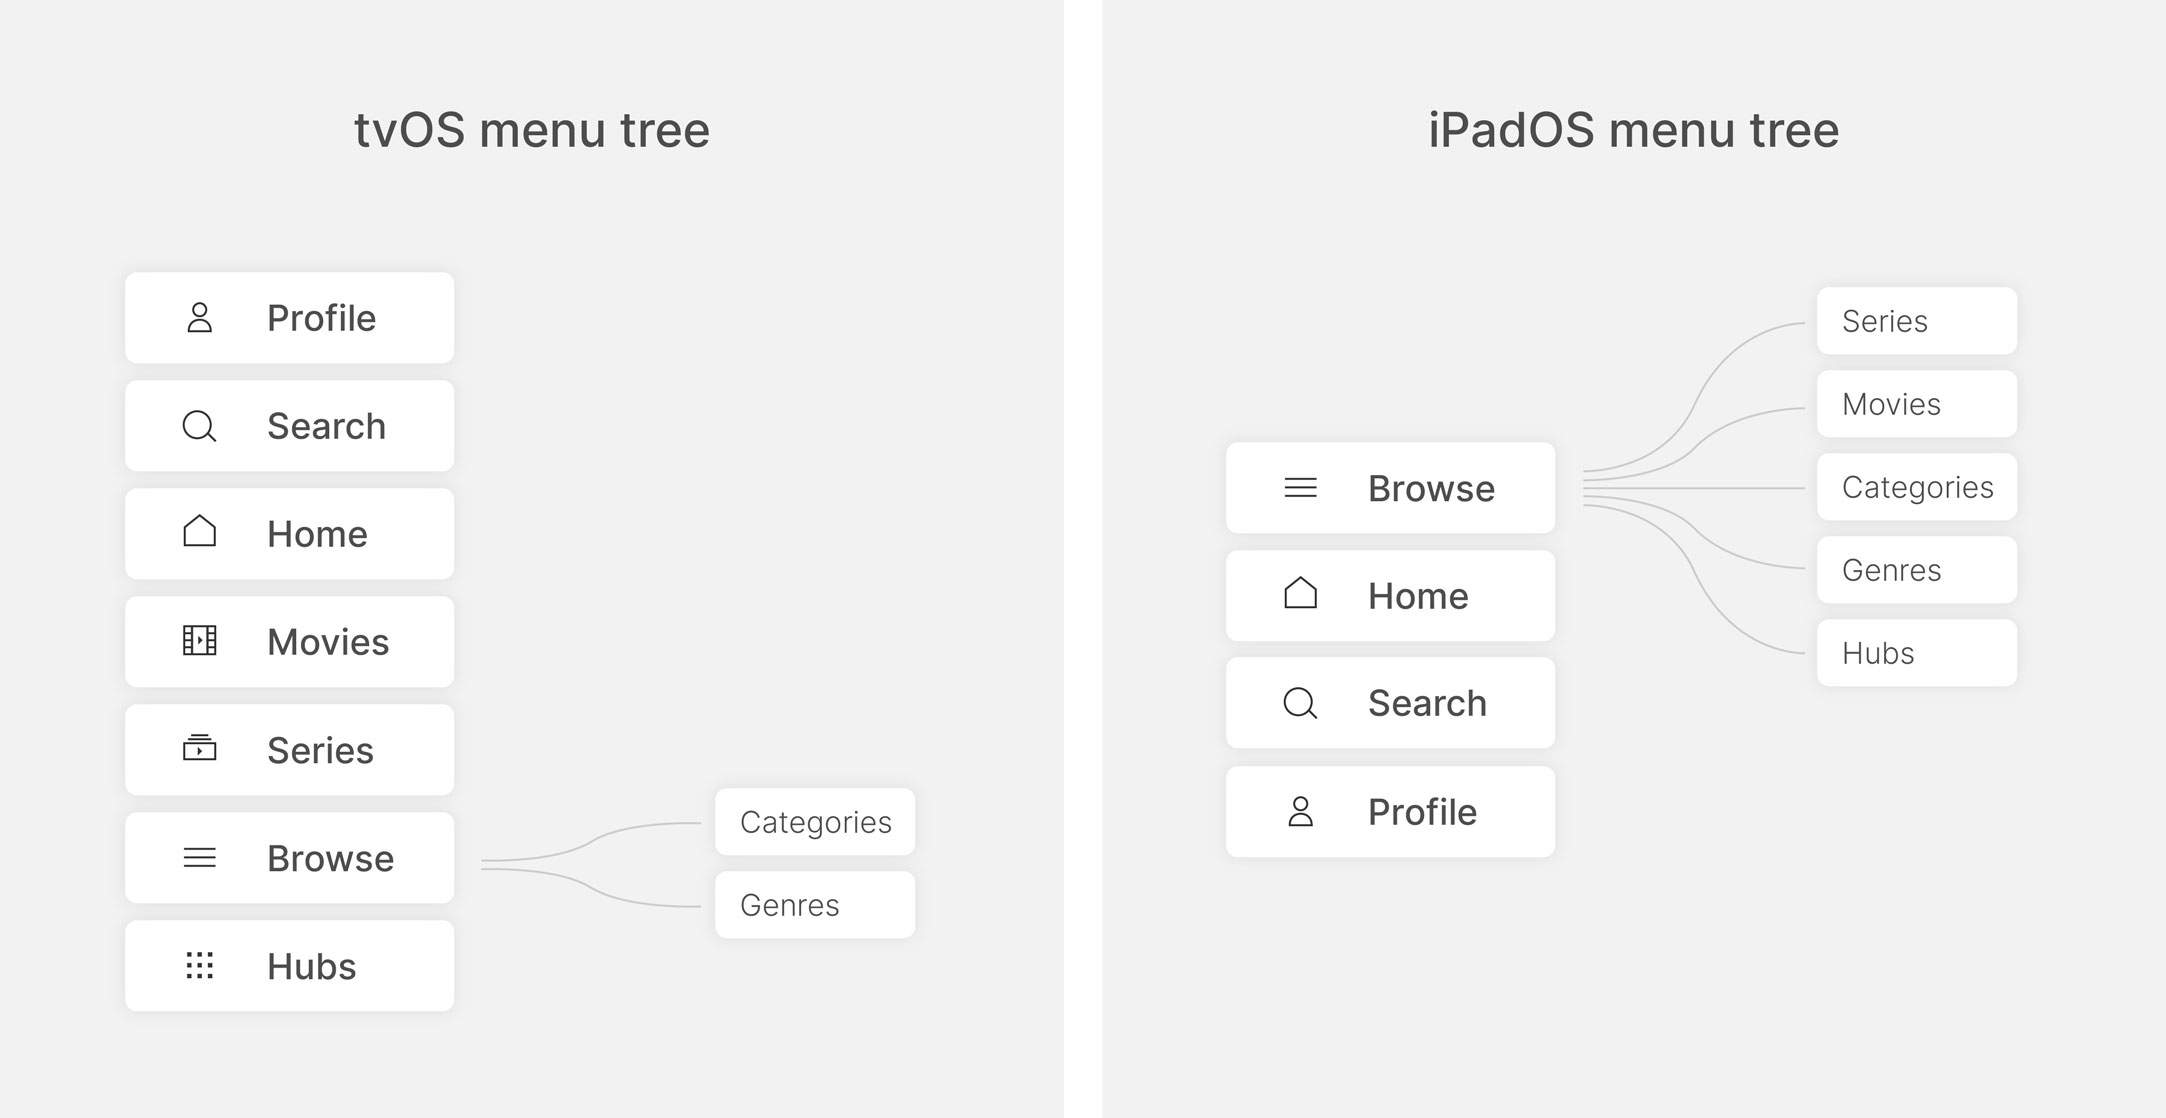 tvOS menu tree
Profile
Search
Home
Movies
Series
Browse
Hubs
Categories
Genres
iPadOS menu tree
Browse
Home
Search
Profile
Series
Movies
Categories
Genres
Hubs